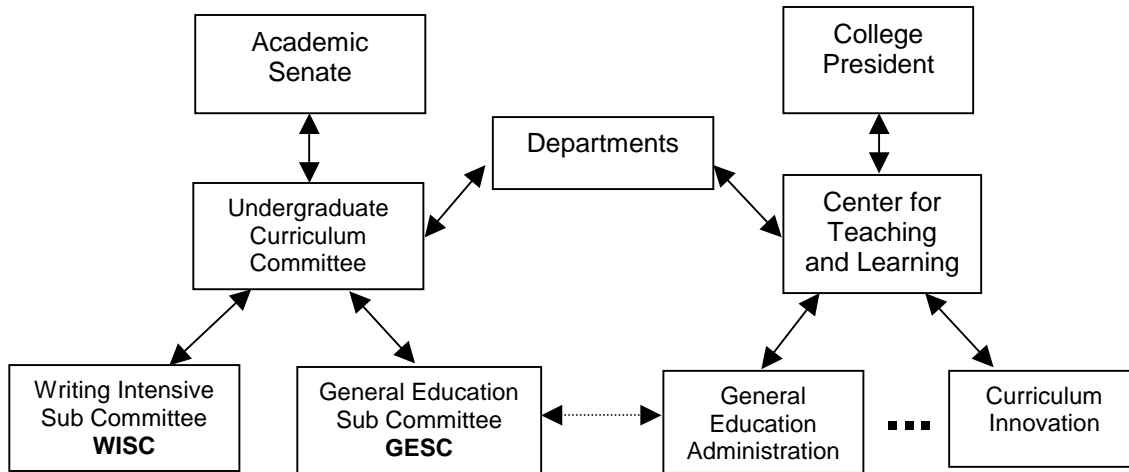 Academic
Senate
College
President
Departments
Undergraduate
Curriculum
Committee
Center for
Teaching
and Learning
Writing Intensive
Sub Committee
WISC
General Education
Sub Committee
GESC
General
Education
Administration
Curriculum
Innovation